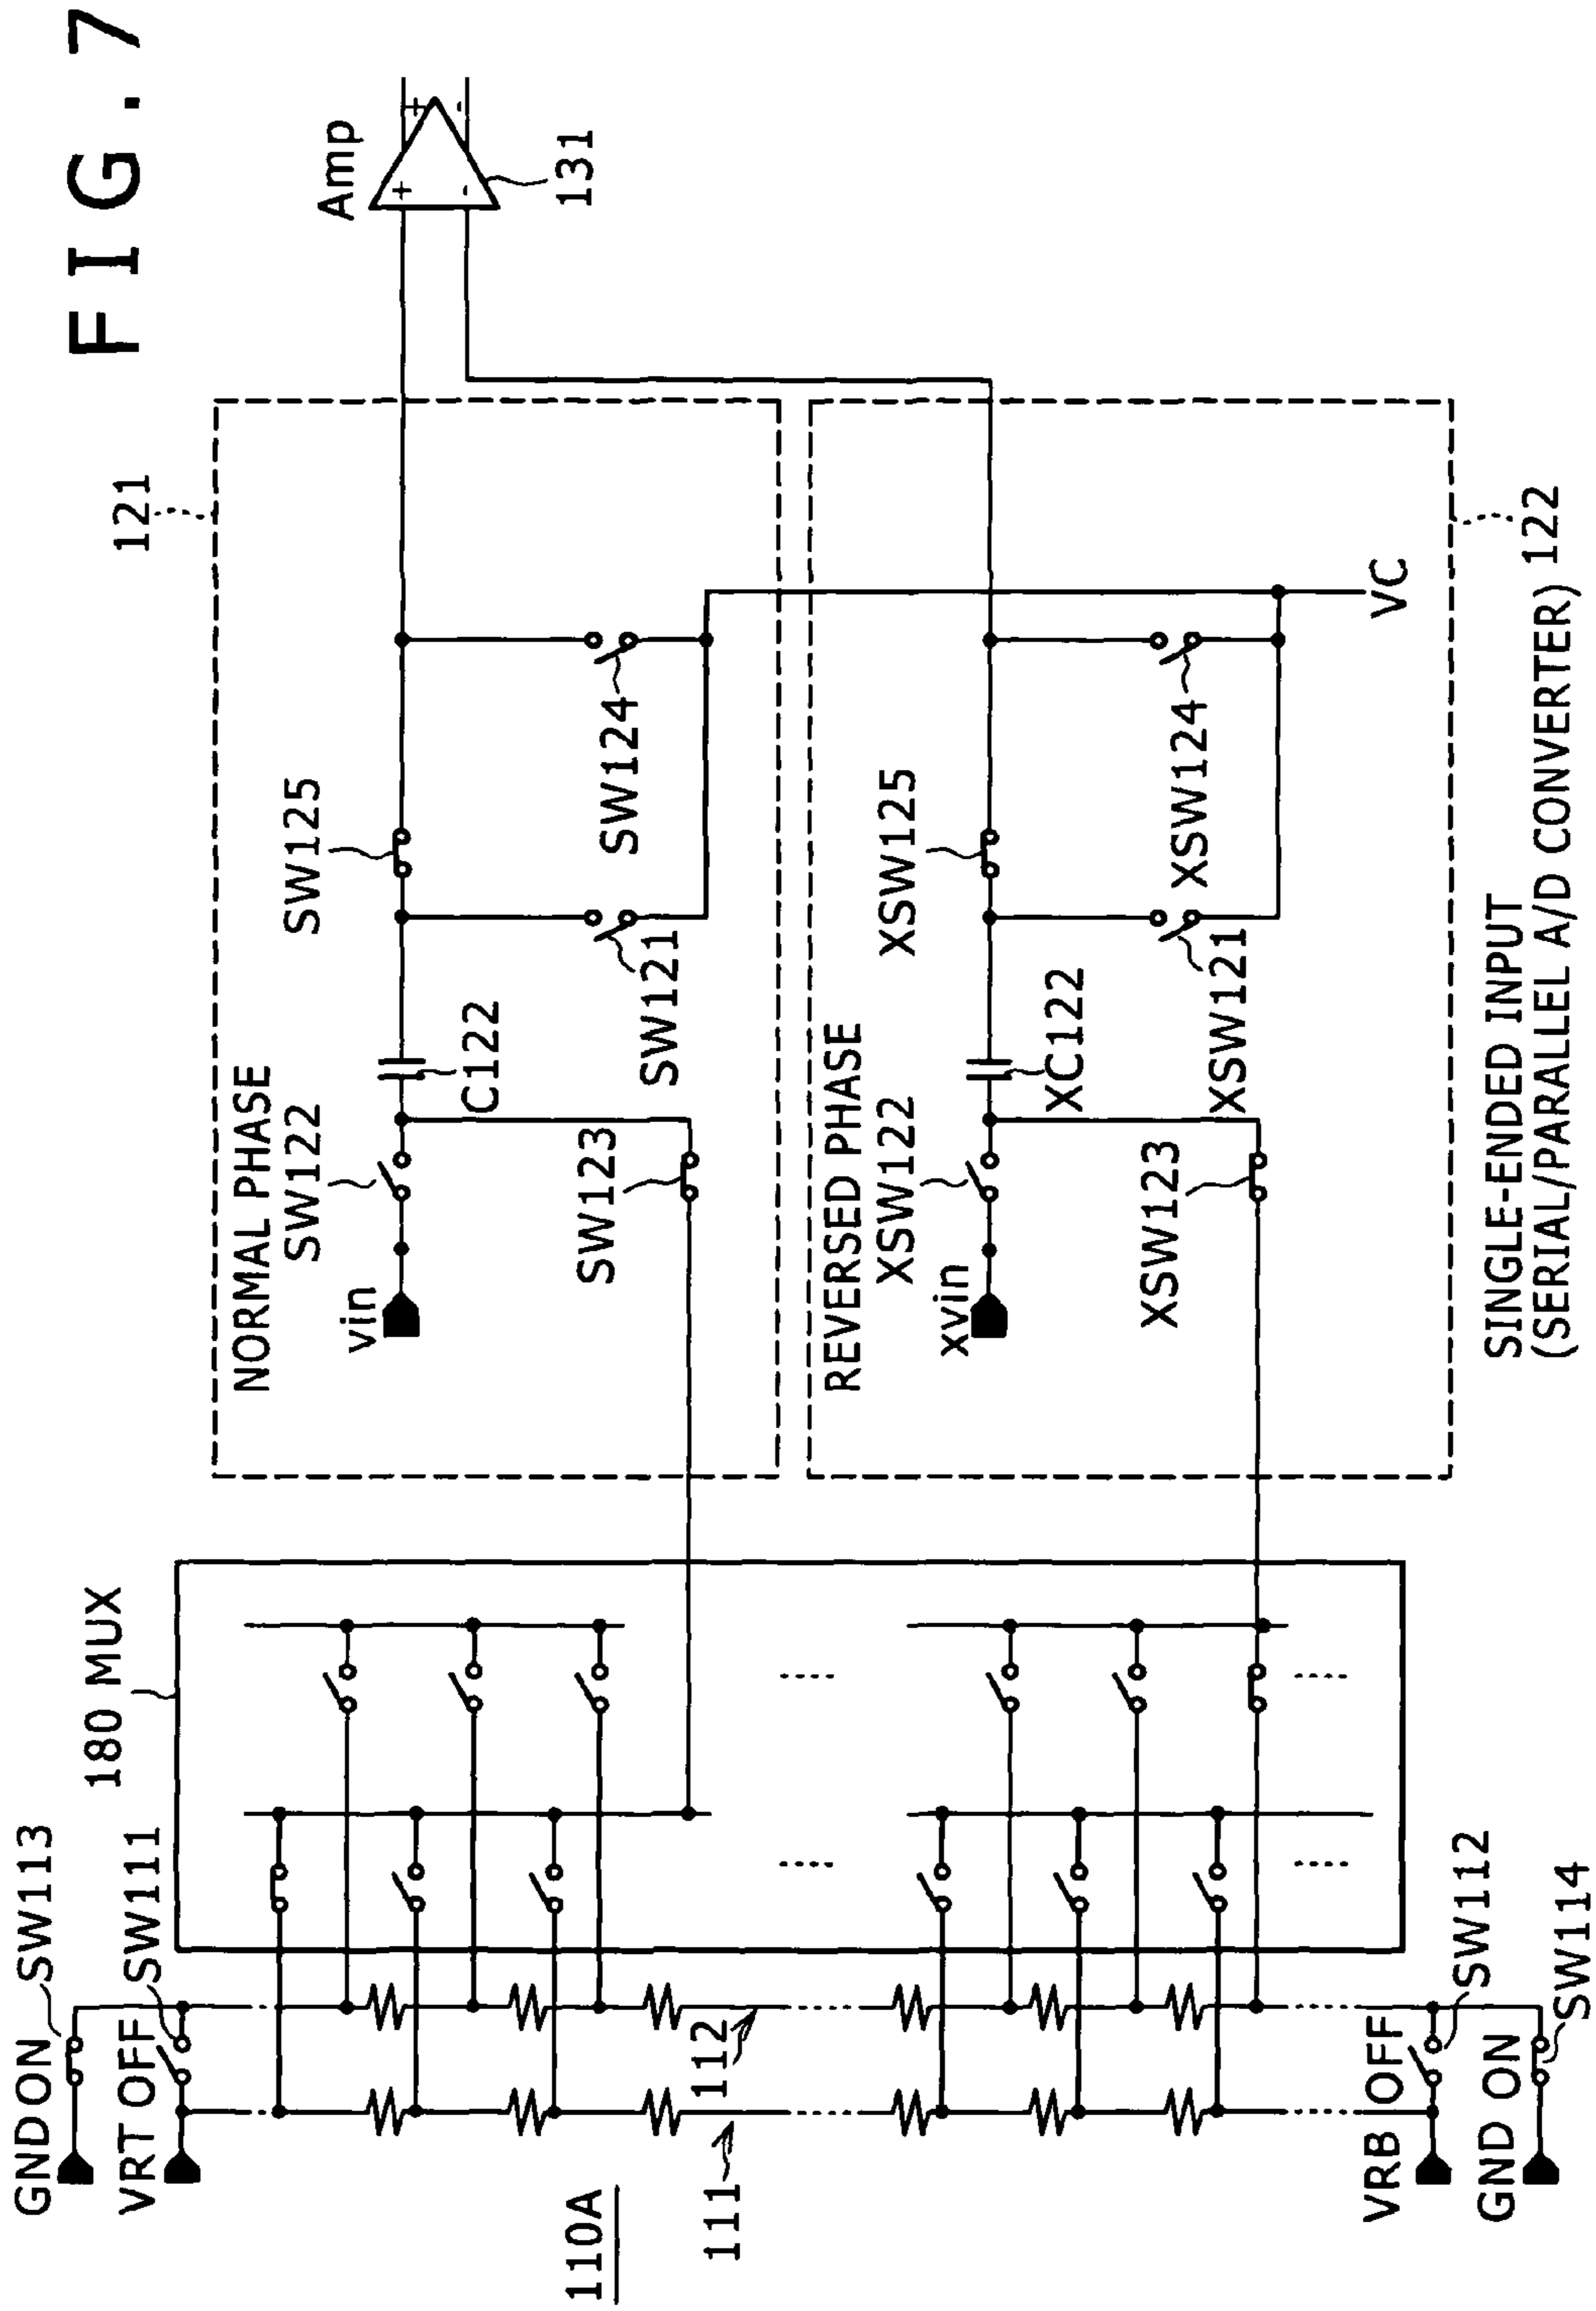 FIG. 7
Amp
+
-
+
-
131
121
NORMAL PHASE
SW122
SW125
vin
C122
SW123
SW121
SW124
REVERSED PHASE
XSW122
XSW125
xvin
XC122
XSW123
XSW121
XSW124
VC
122
SINGLE-ENDED INPUT
(SERIAL/PARALLEL A/D CONVERTER)
180 MUX
GND ON
SW113
VRT OFF
SW111
110A
111
112
VRB OFF
SW112
GND ON
SW114